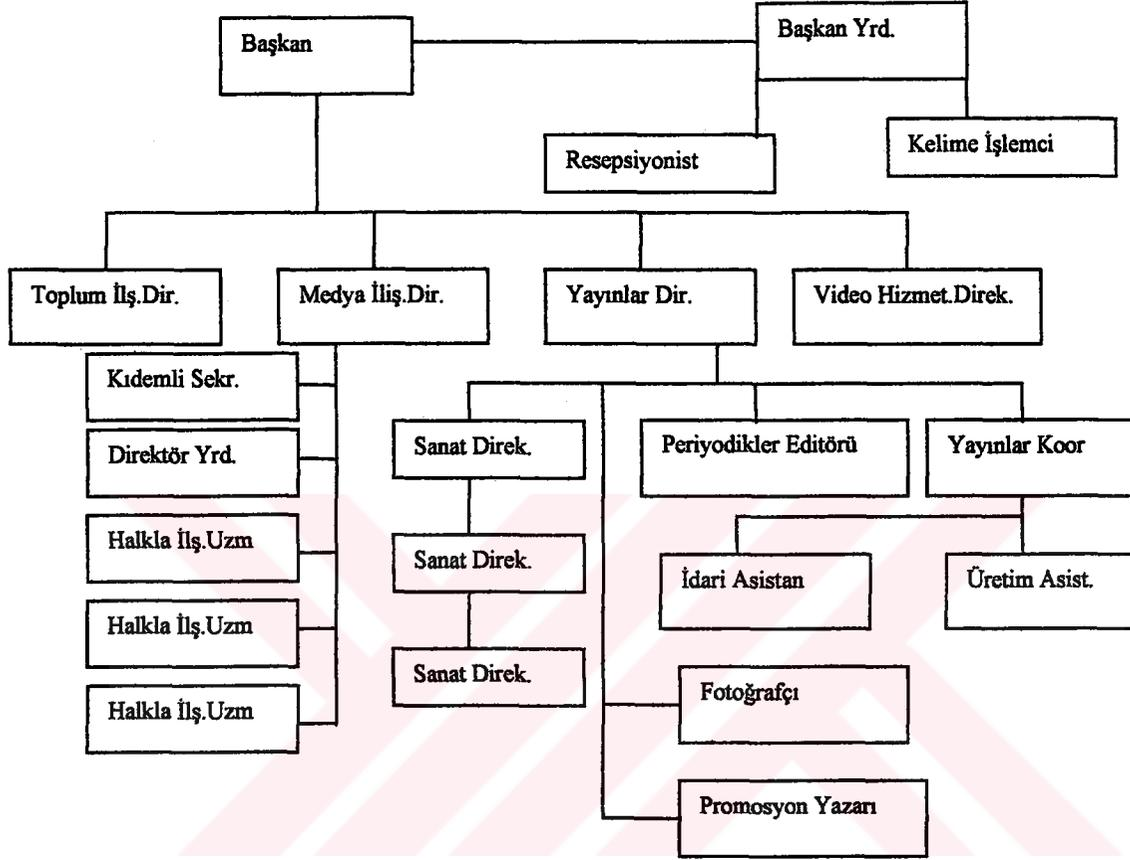 Başkan
Başkan Yrd.
Resepsiyonist
Kelime İşlemci
Toplum İlş.Dir.
Medya İliş.Dir.
Yayınlar Dir.
Video Hizmet.Direk.
Kıdemli Sekr.
Direktör Yrd.
Halkla İlş.Uzm
Halkla İlş.Uzm
Halkla İlş.Uzm
Sanat Direk.
Sanat Direk.
Sanat Direk.
Periyodikler Editörü
Yayınlar Koor
İdari Asistan
Üretim Asist.
Fotoğrafçı
Promosyon Yazarı